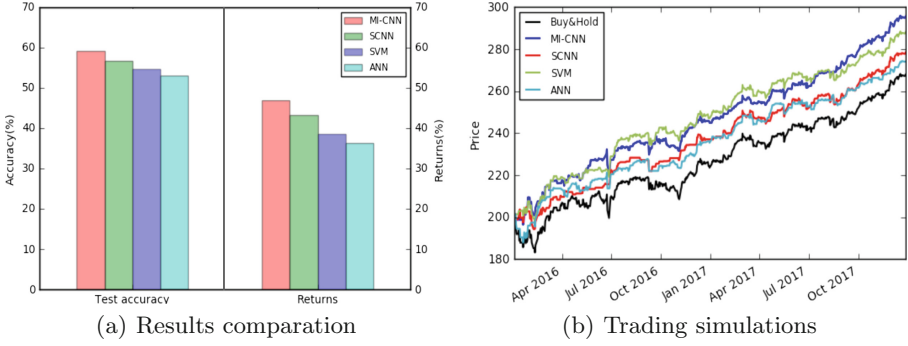 70
60
50
40
30
20
10
0
Accuracy(%)
Test accuracy
Returns
MI-CNN
SCNN
SVM
ANN
70
60
50
40
30
20
10
0
Returns(%)
(a) Results comparation
300
280
260
240
220
200
180
Price
Buy&Hold
MI-CNN
SCNN
SVM
ANN
Apr 2016
Jul 2016
Oct 2016
Jan 2017
Apr 2017
Jul 2017
Oct 2017
(b) Trading simulations